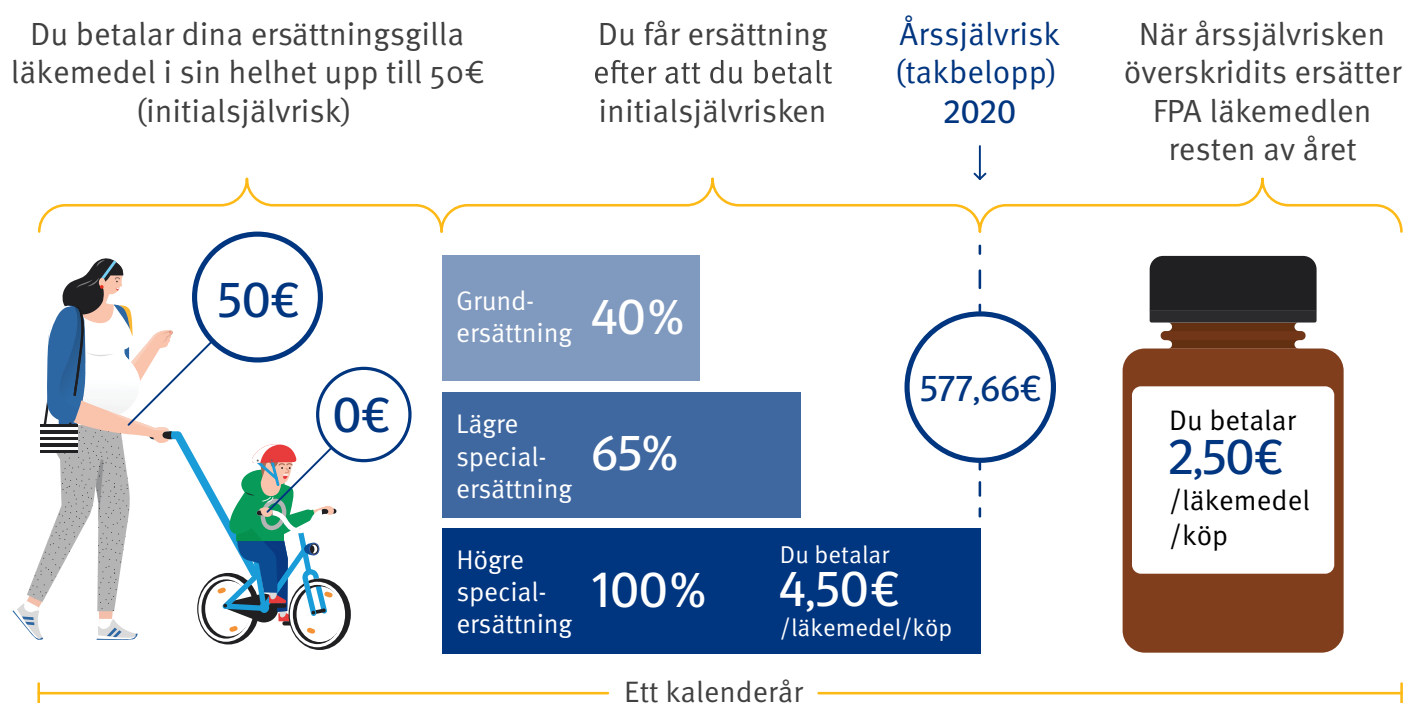 Du betalar dina ersättningsgilla
läkemedel i sin helhet upp till 50€
(initialsjälvrisk)
Du får ersättning
efter att du betalt
initialsjälvrisken
Årssjälvrisk
(takbelopp)
2020
När årssjälvrisken
överskridits ersätter
FPA läkemedlen
resten av året
50€
0€
Grund-
ersättning
40%
Lägre
special-
ersättning
65%
Högre
special-
ersättning
100%
Du betalar
4,50€
/läkemedel/köp
577,66€
Du betalar
2,50€
/läkemedel
/köp
Ett kalenderår